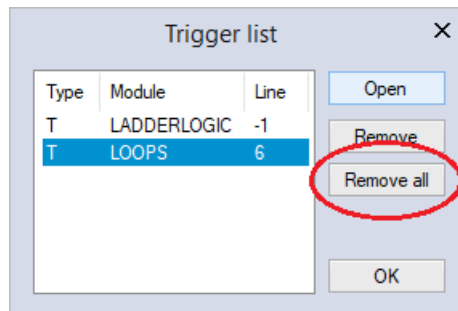 Trigger list
Type Module Line
T LADDERLOGIC -1
T LOOPS 6
Open
Remove
Remove all
OK